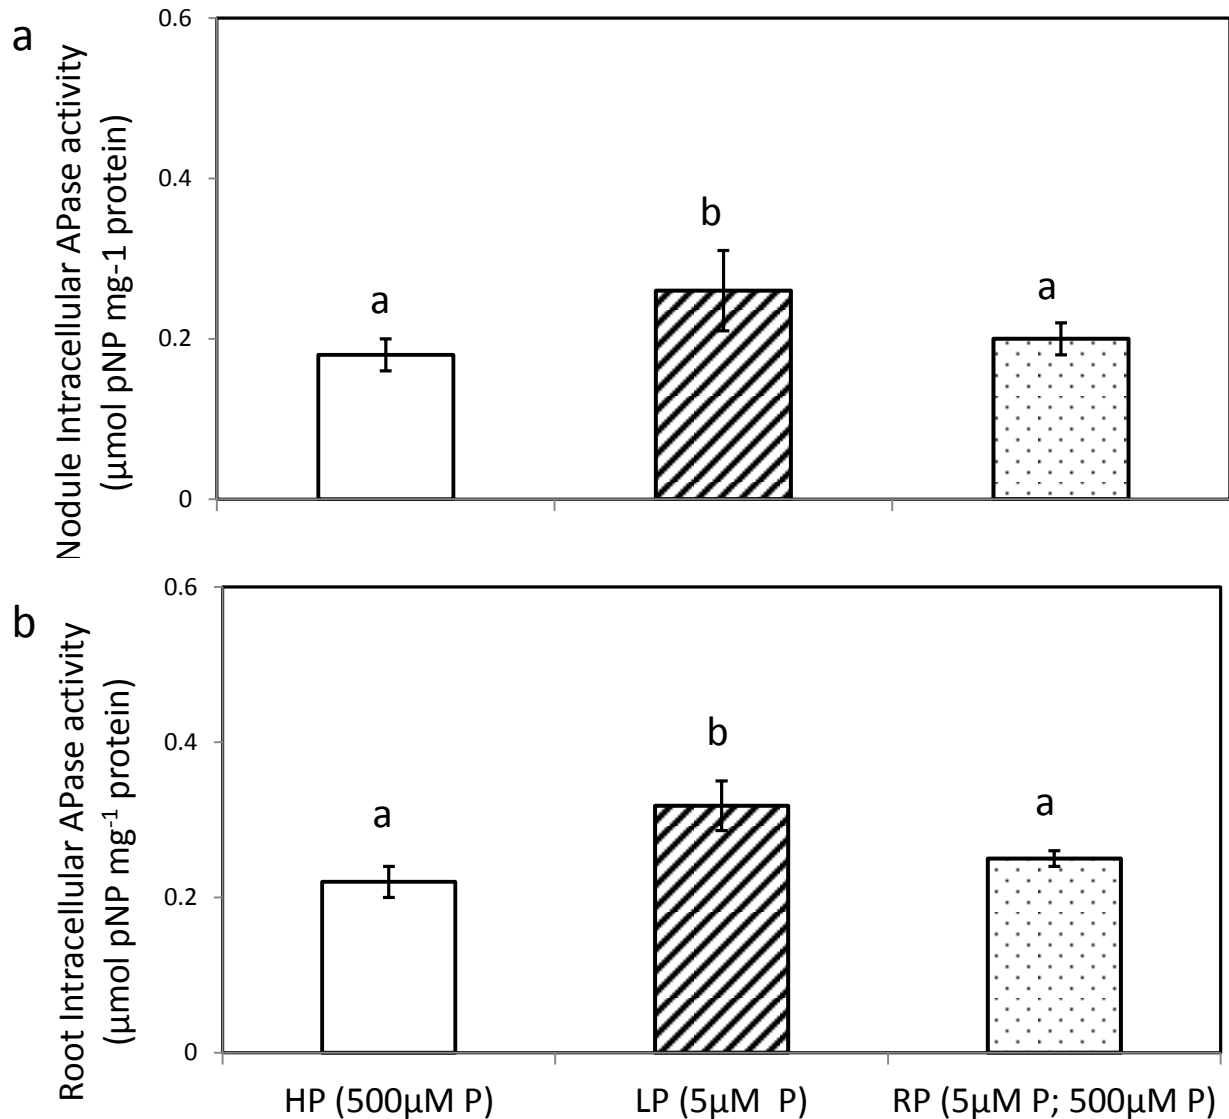 a
Nodule Intracellular APase activity
(µmol pNP mg-1 protein)
0.6
0.4
0.2
0
a
b
a
b
Root Intracellular APase activity
(µmol pNP mg⁻¹ protein)
0.6
0.4
0.2
0
a
b
a
HP (500µM P)
LP (5µM P)
RP (5µM P; 500µM P)